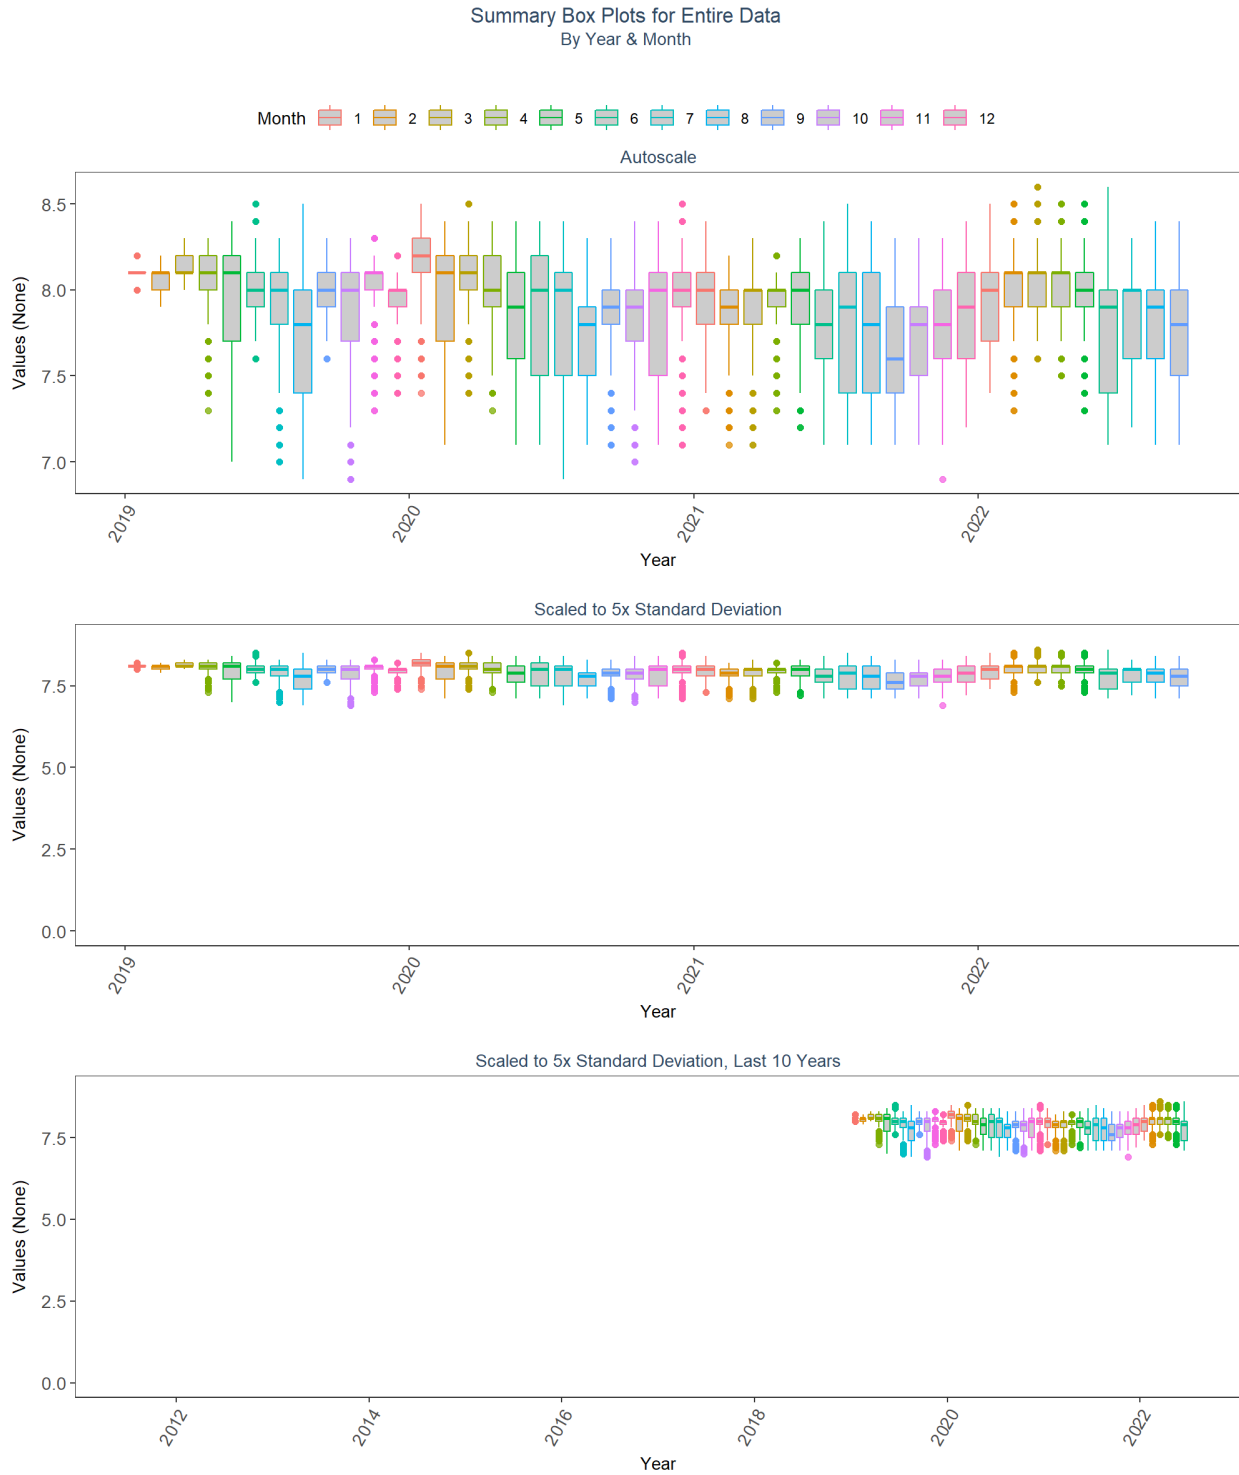 Summary Box Plots for Entire Data
By Year & Month
Month 1 2 3 4 5 6 7 8 9 10 11 12
Autoscale
Values (None)
8.5
8.0
7.5
7.0
2019 2020 2021 2022
Year
Scaled to 5x Standard Deviation
Values (None)
7.5
5.0
2.5
0.0
2019 2020 2021 2022
Year
Scaled to 5x Standard Deviation, Last 10 Years
Values (None)
7.5
5.0
2.5
0.0
2012 2014 2016 2018 2020 2022
Year